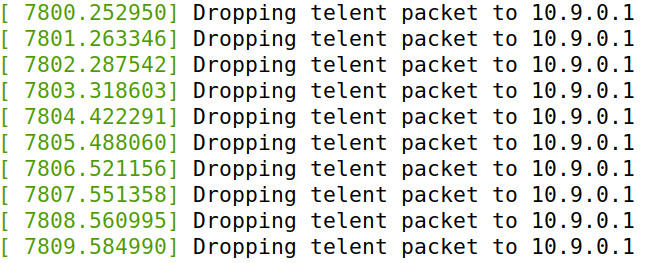 [ 7800.252950] Dropping telent packet to 10.9.0.1
[ 7801.263346] Dropping telent packet to 10.9.0.1
[ 7802.287542] Dropping telent packet to 10.9.0.1
[ 7803.318603] Dropping telent packet to 10.9.0.1
[ 7804.422291] Dropping telent packet to 10.9.0.1
[ 7805.488060] Dropping telent packet to 10.9.0.1
[ 7806.521156] Dropping telent packet to 10.9.0.1
[ 7807.551358] Dropping telent packet to 10.9.0.1
[ 7808.560995] Dropping telent packet to 10.9.0.1
[ 7809.584990] Dropping telent packet to 10.9.0.1